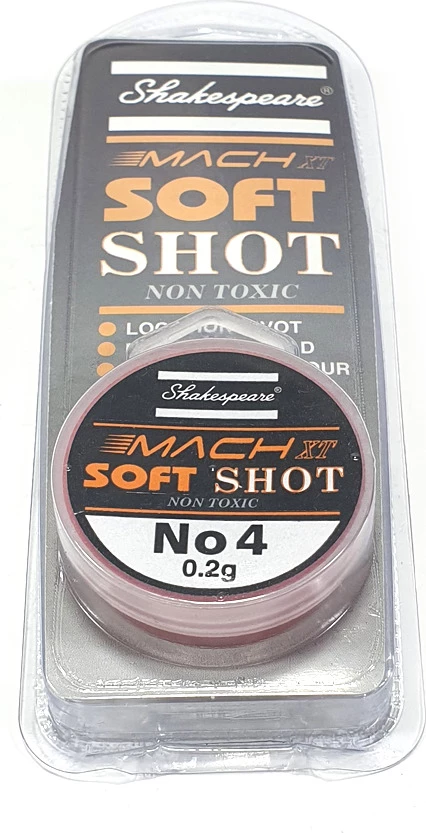 Shakespeare®
MACH XT
SOFT
SHOT
NON TOXIC
Shakespeare®
MACH XT
SOFT SHOT
NON TOXIC
No 4
0.2g